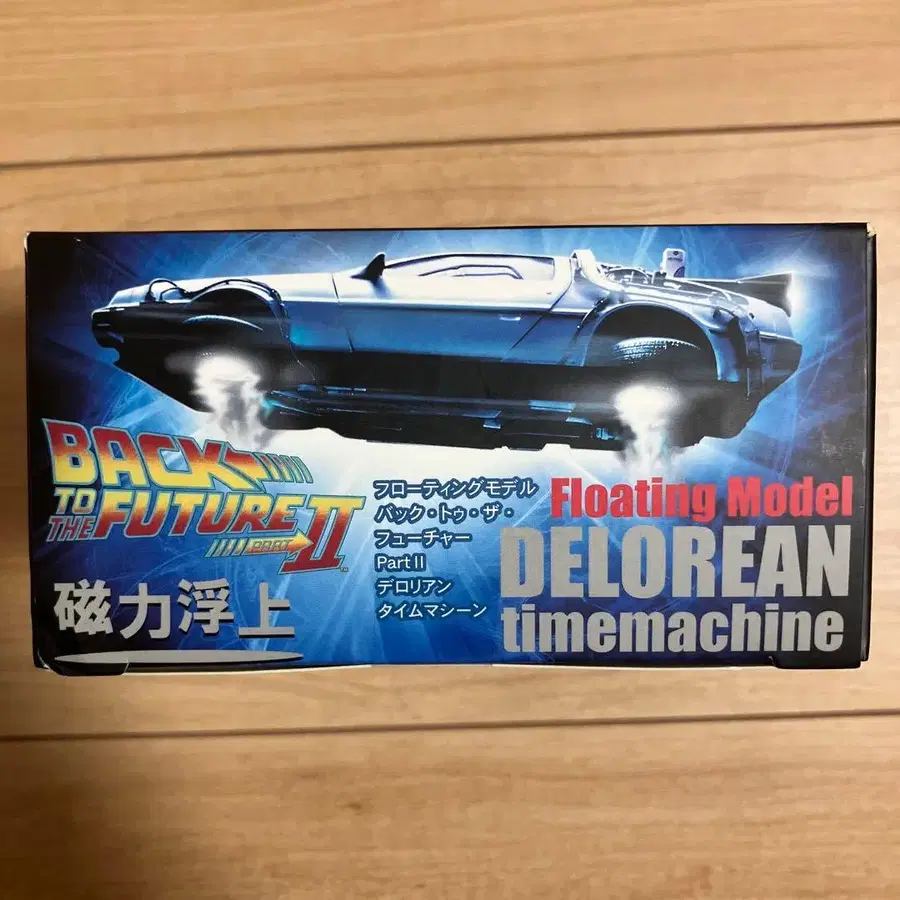 BACK
TO THE FUTURE
PART II
TM
磁力浮上
フローティングモデル
バック・トゥ・ザ・
フューチャー
Part II
デロリアン
タイムマシーン
Floating Model
DELOREAN
timemachine